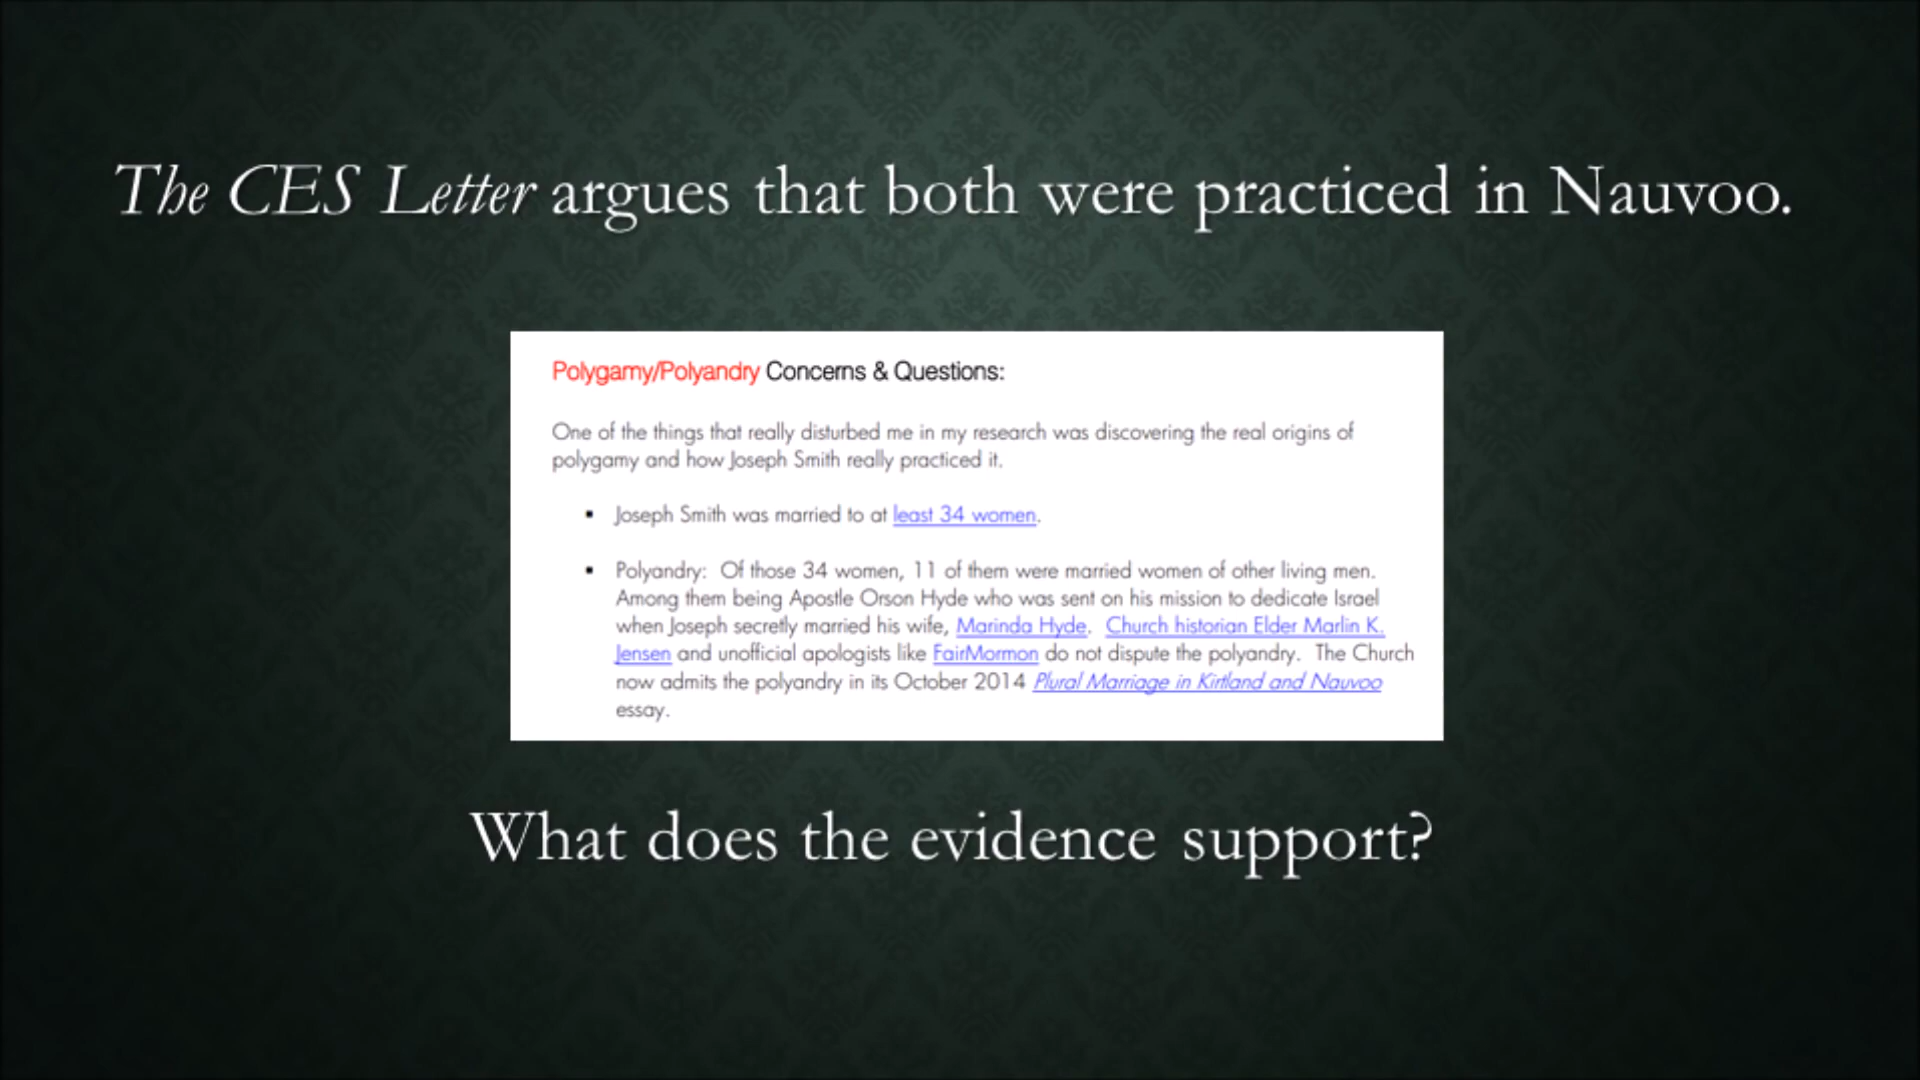 The CES Letter argues that both were practiced in Nauvoo.
Polygamy/Polyandry Concerns & Questions:
One of the things that really disturbed me in my research was discovering the real origins of
polygamy and how Joseph Smith really practiced it.
▪ Joseph Smith was married to at least 34 women.
▪ Polyandry: Of those 34 women, 11 of them were married women of other living men.
Among them being Apostle Orson Hyde who was sent on his mission to dedicate Israel
when Joseph secretly married his wife, Marinda Hyde. Church historian Elder Marlin K.
Jensen and unofficial apologists like FairMormon do not dispute the polyandry. The Church
now admits the polyandry in its October 2014 Plural Marriage in Kirtland and Nauvoo
essay.
What does the evidence support?